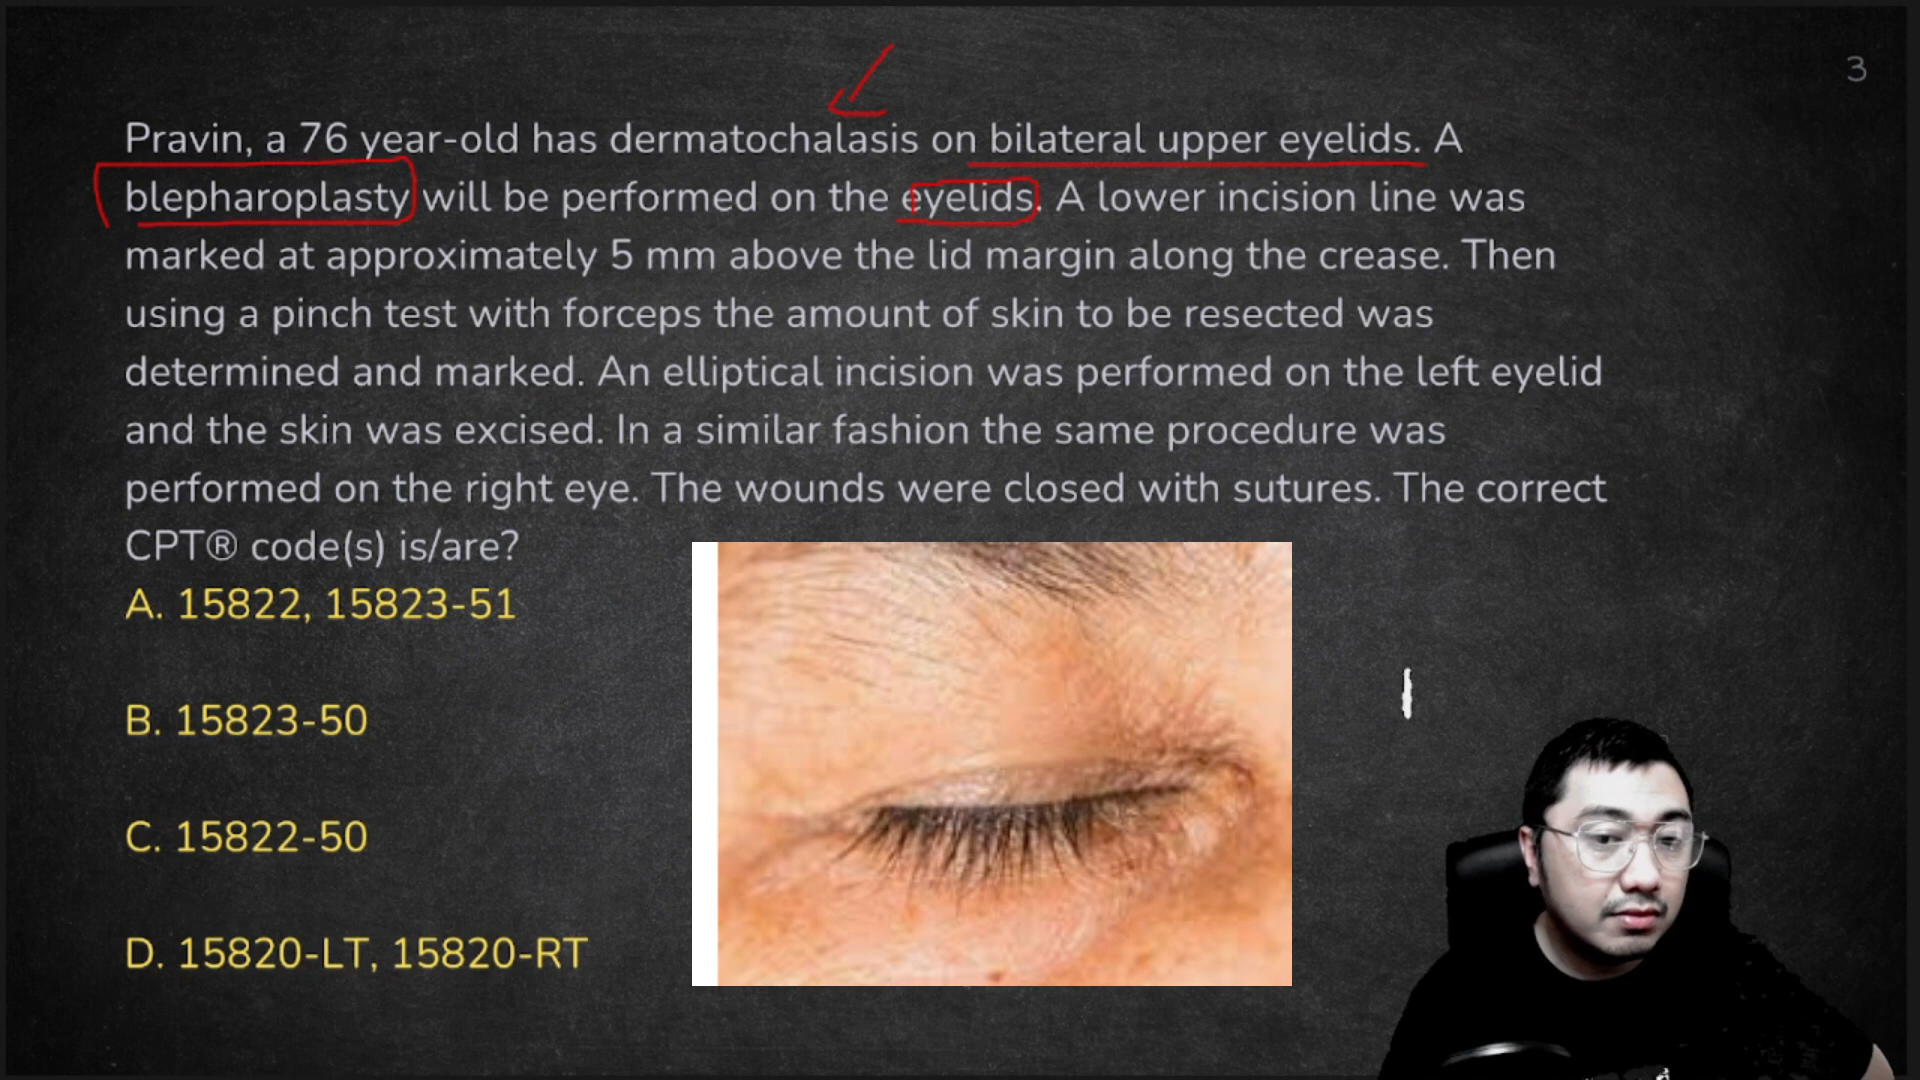 3
Pravin, a 76 year-old has dermatochalasis on bilateral upper eyelids. A
blepharoplasty will be performed on the eyelids. A lower incision line was
marked at approximately 5 mm above the lid margin along the crease. Then
using a pinch test with forceps the amount of skin to be resected was
determined and marked. An elliptical incision was performed on the left eyelid
and the skin was excised. In a similar fashion the same procedure was
performed on the right eye. The wounds were closed with sutures. The correct
CPT® code(s) is/are?
A. 15822, 15823-51
B. 15823-50
C. 15822-50
D. 15820-LT, 15820-RT